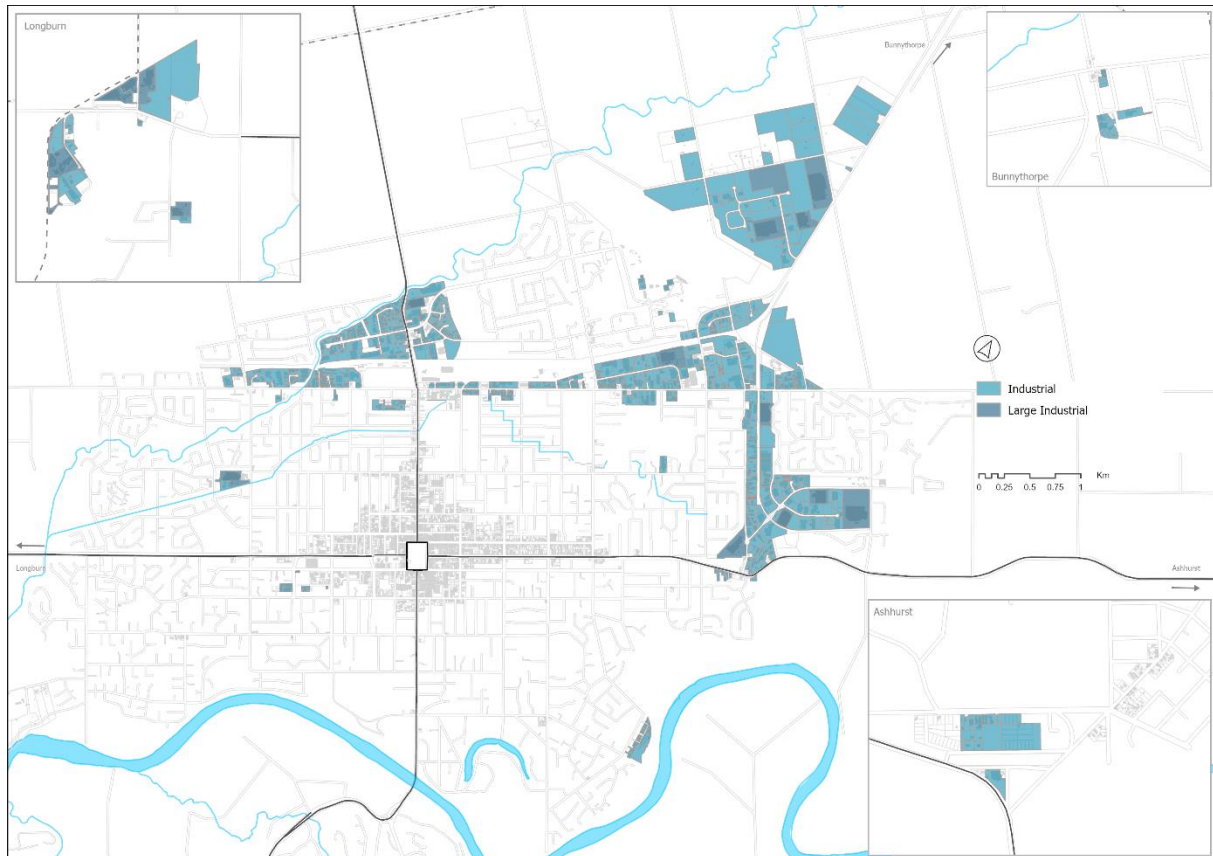 Longburn
Bunnythorpe
Bunnythorpe
Industrial
Large Industrial
Km
0 0.25 0.5 0.75 1
Longburn
Ashhurst
Ashhurst